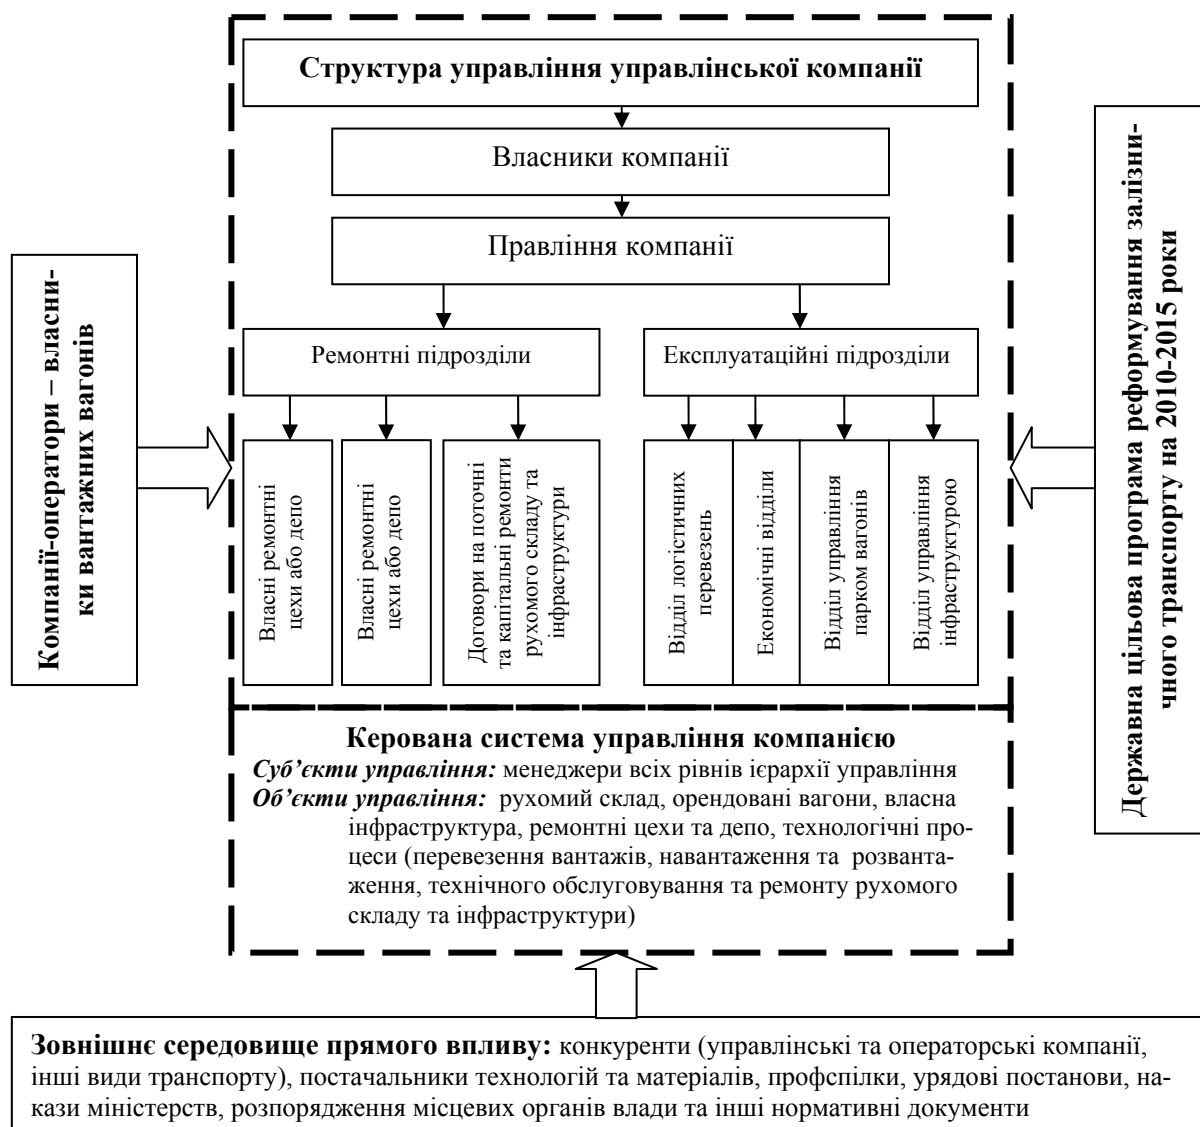 Структура управління управлінської компанії
Власники компанії
Правління компанії
Компанії-оператори – власни-
ки вантажних вагонів
Державна цільова програма реформування залізни-
чного транспорту на 2010-2015 роки
Ремонтні підрозділи
Експлуатаційні підрозділи
Власні ремонтні
цехи або депо
Власні ремонтні
цехи або депо
Договори на поточні
та капітальні ремонти
рухомого складу та
інфраструктури
Відділ логістичних
перевезень
Економічні відділи
Відділ управління
парком вагонів
Відділ управління
інфраструктурою
Керована система управління компанією
Суб’єкти управління: менеджери всіх рівнів ієрархії управління
Об’єкти управління: рухомий склад, орендовані вагони, власна
інфраструктура, ремонтні цехи та депо, технологічні про-
цеси (перевезення вантажів, навантаження та розванта-
ження, технічного обслуговування та ремонту рухомого
складу та інфраструктури)
Зовнішнє середовище прямого впливу: конкуренти (управлінські та операторські компанії,
інші види транспорту), постачальники технологій та матеріалів, профспілки, урядові постанови, на-
кази міністерств, розпорядження місцевих органів влади та інші нормативні документи